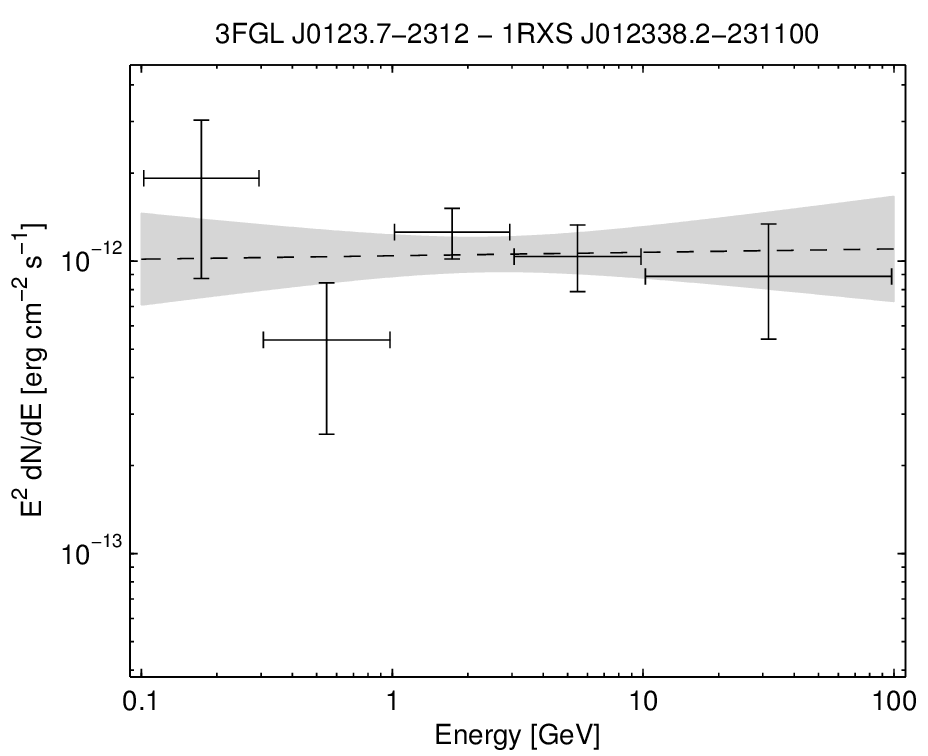 3FGL J0123.7−2312 − 1RXS J012338.2−231100
E² dN/dE [erg cm⁻² s⁻¹]
10⁻¹²
10⁻¹³
0.1 1 10 100
Energy [GeV]